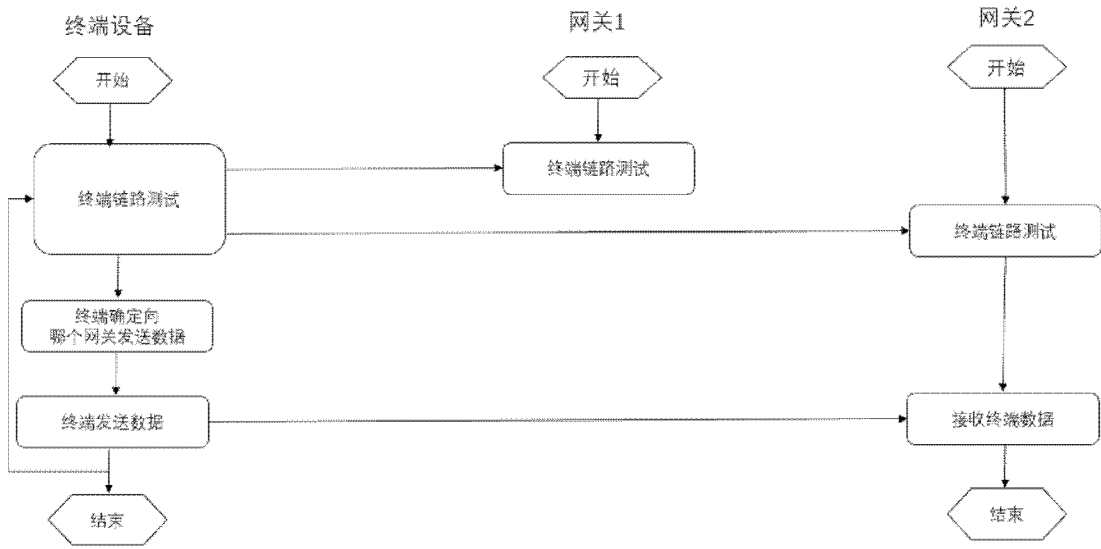 终端设备
网关1
网关2
开始
开始
开始
终端链路测试
终端链路测试
终端链路测试
终端确定向
哪个网关发送数据
终端发送数据
接收终端数据
结束
结束